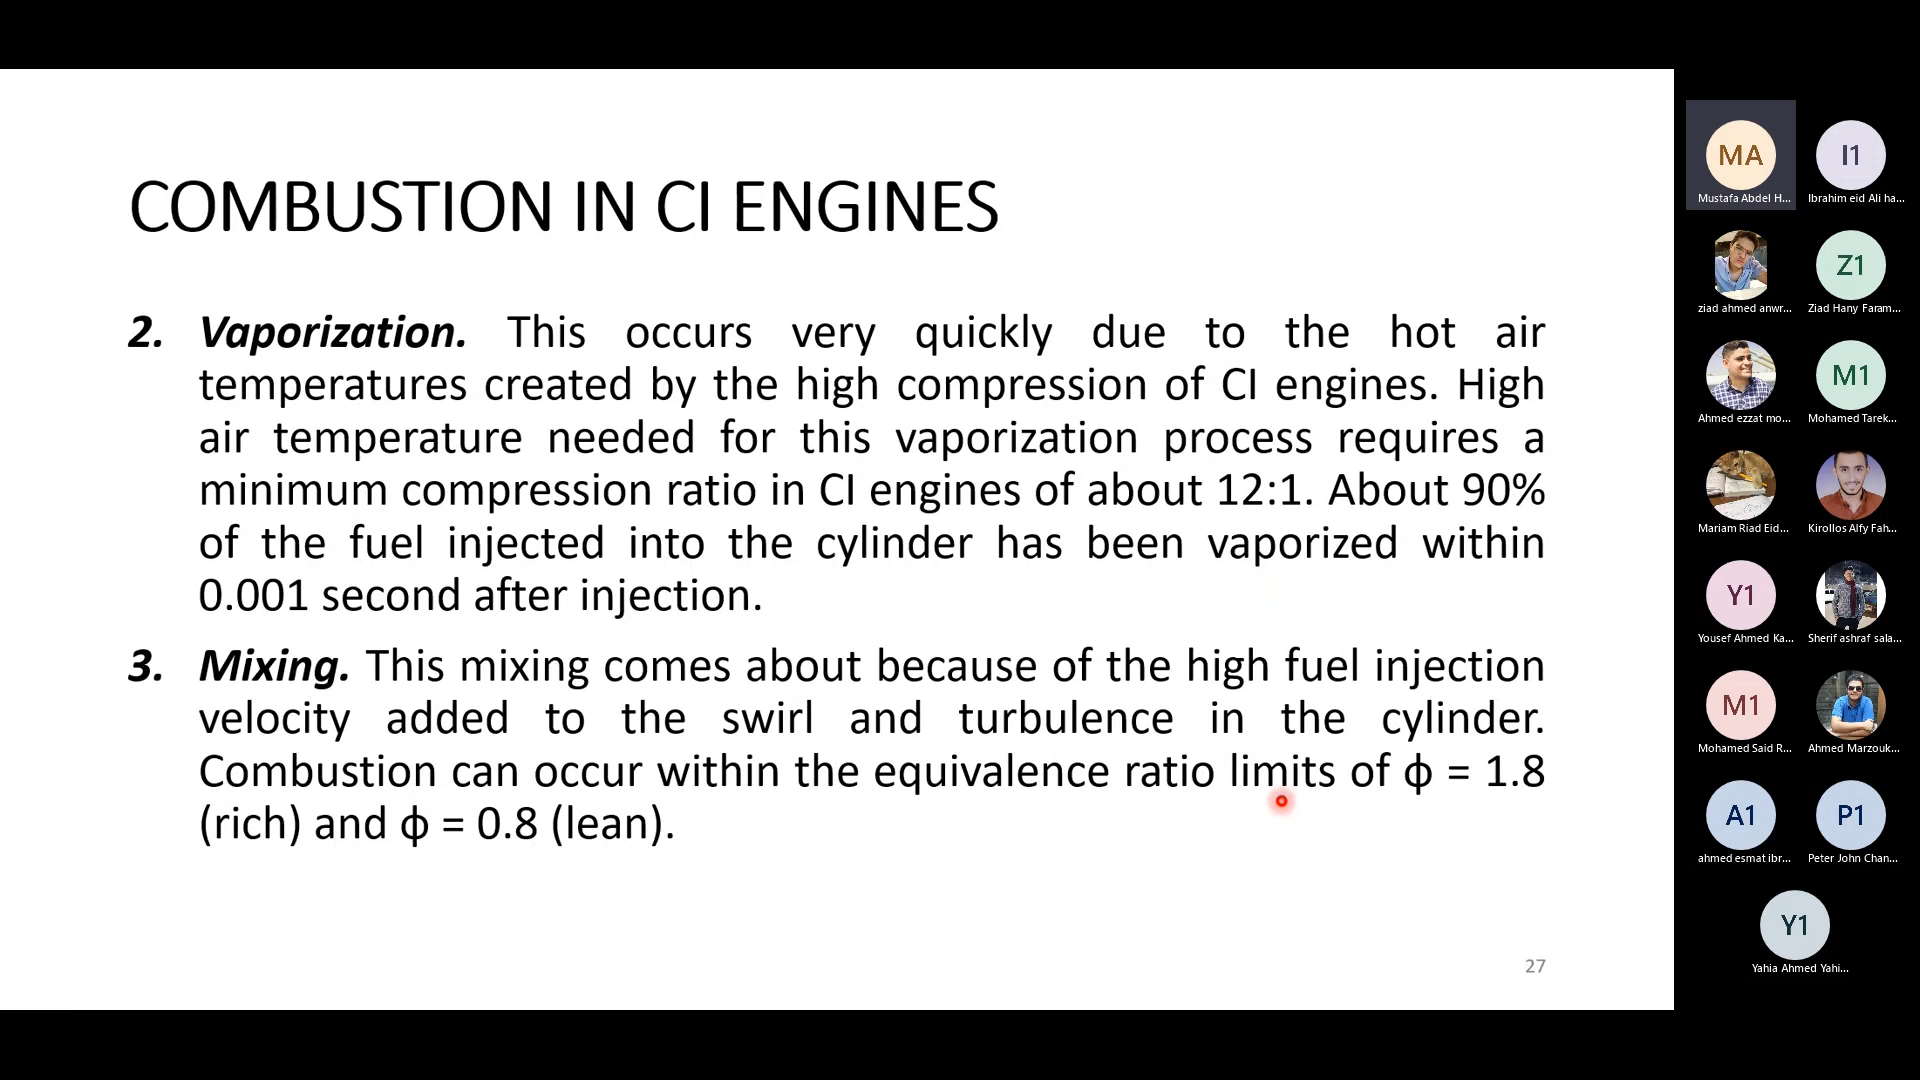 COMBUSTION IN CI ENGINES
2. Vaporization. This occurs very quickly due to the hot air
temperatures created by the high compression of CI engines. High
air temperature needed for this vaporization process requires a
minimum compression ratio in CI engines of about 12:1. About 90%
of the fuel injected into the cylinder has been vaporized within
0.001 second after injection.
3. Mixing. This mixing comes about because of the high fuel injection
velocity added to the swirl and turbulence in the cylinder.
Combustion can occur within the equivalence ratio limits of ϕ = 1.8
(rich) and ϕ = 0.8 (lean).
27
MA
Mustafa Abdel H...
I1
Ibrahim eid Ali ha...
ziad ahmed anwr...
Z1
Ziad Hany Faram...
Ahmed ezzat mo...
M1
Mohamed Tarek...
Mariam Riad Eid...
Kirollos Alfy Fah...
Y1
Yousef Ahmed Ka...
Sherif ashraf sala...
M1
Mohamed Said R...
Ahmed Marzouk...
A1
ahmed esmat ibr...
P1
Peter John Chan...
Y1
Yahia Ahmed Yahi...